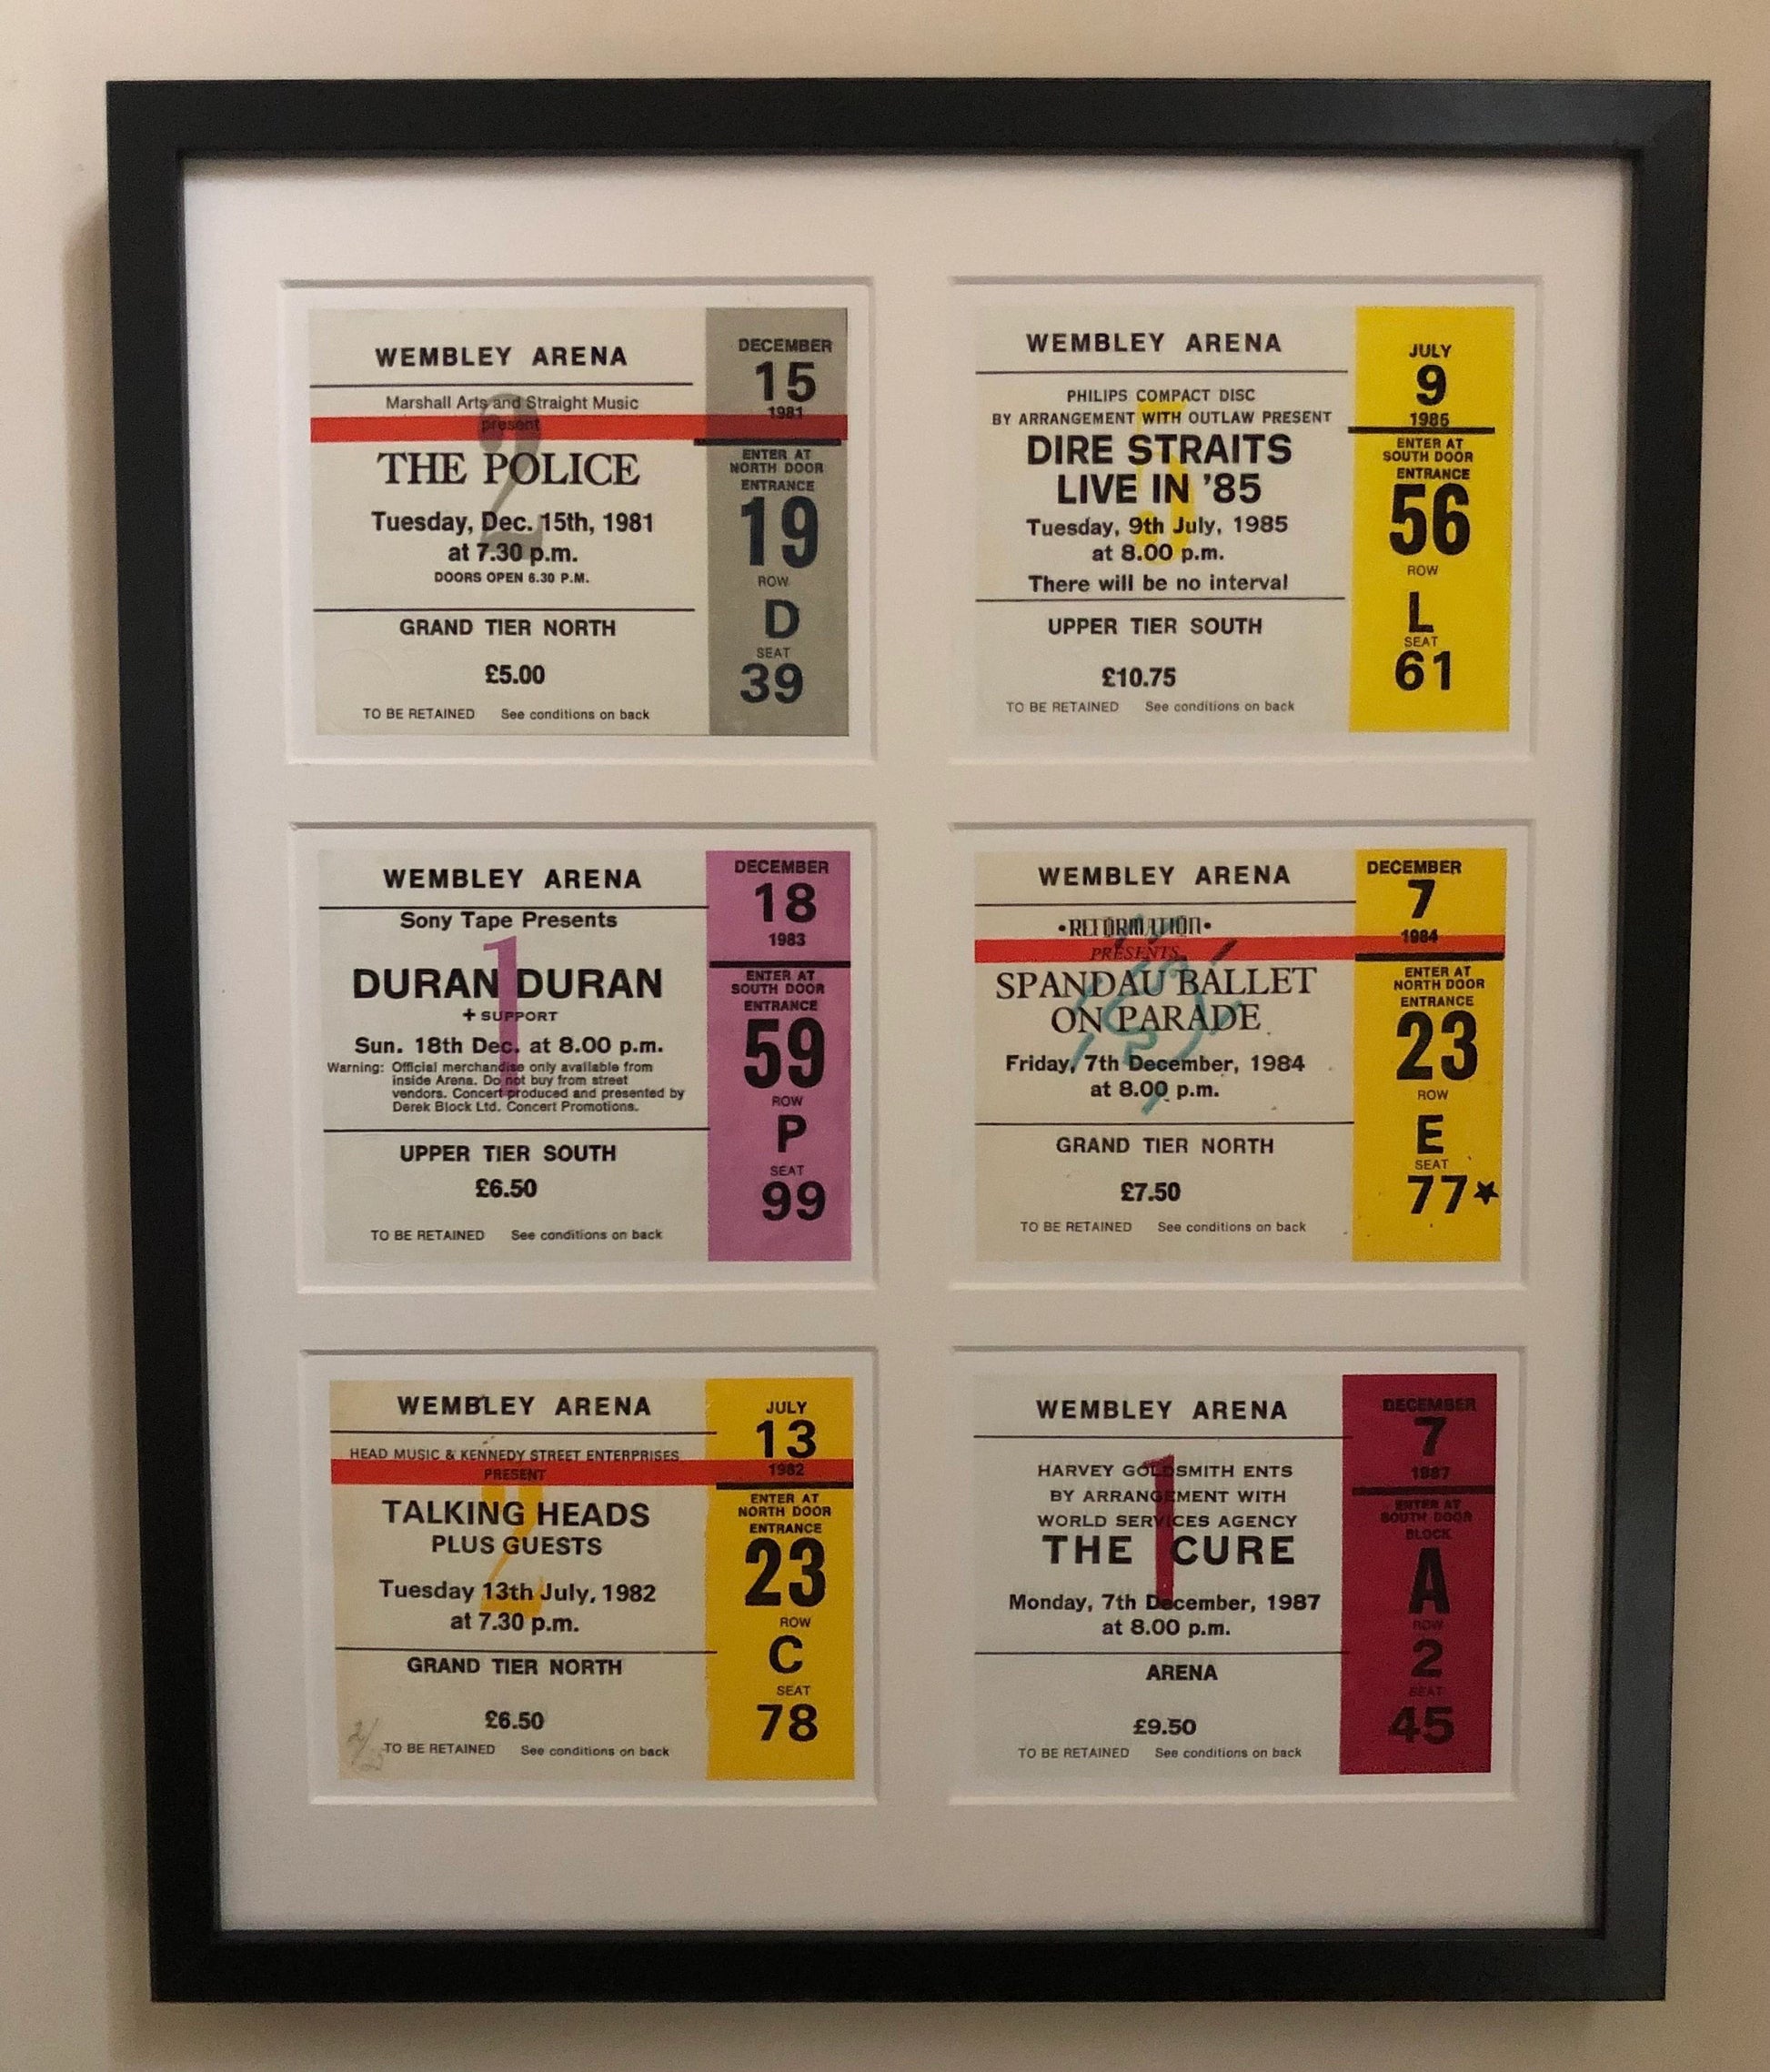 WEMBLEY ARENA
Marshall Arts and Straight Music
present
THE POLICE
Tuesday, Dec. 15th, 1981
at 7.30 p.m.
DOORS OPEN 6.30 P.M.
GRAND TIER NORTH
£5.00
TO BE RETAINED See conditions on back
2
DECEMBER
15
1981
ENTER AT
NORTH DOOR
ENTRANCE
19
ROW
D
SEAT
39
WEMBLEY ARENA
PHILIPS COMPACT DISC
BY ARRANGEMENT WITH OUTLAW PRESENT
DIRE STRAITS
LIVE IN '85
Tuesday, 9th July, 1985
at 8.00 p.m.
There will be no interval
UPPER TIER SOUTH
£10.75
TO BE RETAINED See conditions on back
JULY
9
1985
ENTER AT
SOUTH DOOR
ENTRANCE
56
ROW
L
SEAT
61
WEMBLEY ARENA
Sony Tape Presents
DURAN DURAN
+ SUPPORT
Sun. 18th Dec. at 8.00 p.m.
Warning: Official merchandise only available from
inside Arena. Do not buy from street
vendors. Concert produced and presented by
Derek Block Ltd. Concert Promotions.
UPPER TIER SOUTH
£6.50
TO BE RETAINED See conditions on back
1
DECEMBER
18
1983
ENTER AT
SOUTH DOOR
ENTRANCE
59
ROW
P
SEAT
99
WEMBLEY ARENA
•REFORMATION•
PRESENTS
SPANDAU BALLET
ON PARADE
Friday, 7th December, 1984
at 8.00 p.m.
GRAND TIER NORTH
£7.50
TO BE RETAINED See conditions on back
DECEMBER
7
1984
ENTER AT
NORTH DOOR
ENTRANCE
23
ROW
E
SEAT
77★
WEMBLEY ARENA
HEAD MUSIC & KENNEDY STREET ENTERPRISES
PRESENT
TALKING HEADS
PLUS GUESTS
Tuesday 13th July, 1982
at 7.30 p.m.
GRAND TIER NORTH
£6.50
TO BE RETAINED See conditions on back
2
JULY
13
1982
ENTER AT
NORTH DOOR
ENTRANCE
23
ROW
C
SEAT
78
WEMBLEY ARENA
HARVEY GOLDSMITH ENTS
BY ARRANGEMENT WITH
WORLD SERVICES AGENCY
THE CURE
Monday, 7th December, 1987
at 8.00 p.m.
ARENA
£9.50
TO BE RETAINED See conditions on back
1
DECEMBER
7
1987
ENTER AT
SOUTH DOOR
BLOCK
A
ROW
2
SEAT
45